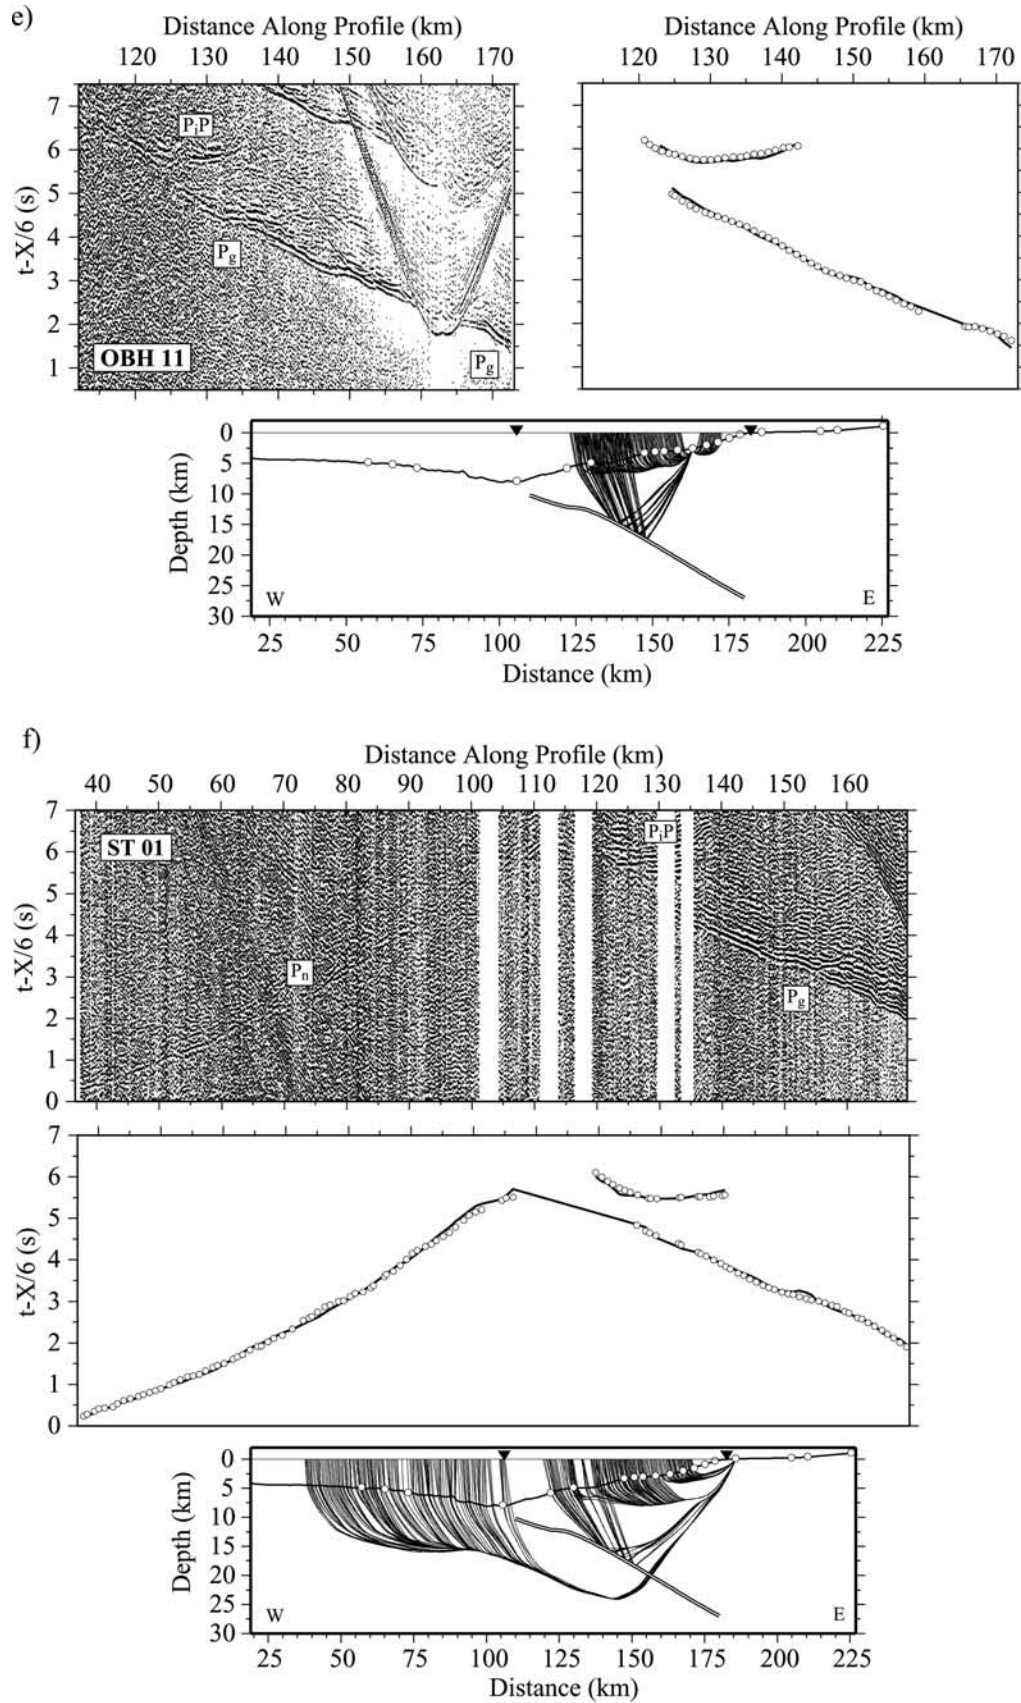 e)
Distance Along Profile (km)
120 130 140 150 160 170
7
6
5
4
3
2
1
t-X/6 (s)
PiP
Pg
Pg
OBH 11
Distance Along Profile (km)
120 130 140 150 160 170
0
5
10
15
20
25
30
Depth (km)
W
E
25 50 75 100 125 150 175 200 225
Distance (km)
f)
Distance Along Profile (km)
40 50 60 70 80 90 100 110 120 130 140 150 160
7
6
5
4
3
2
1
0
t-X/6 (s)
ST 01
PiP
Pn
Pg
7
6
5
4
3
2
1
0
t-X/6 (s)
0
5
10
15
20
25
30
Depth (km)
W
E
25 50 75 100 125 150 175 200 225
Distance (km)